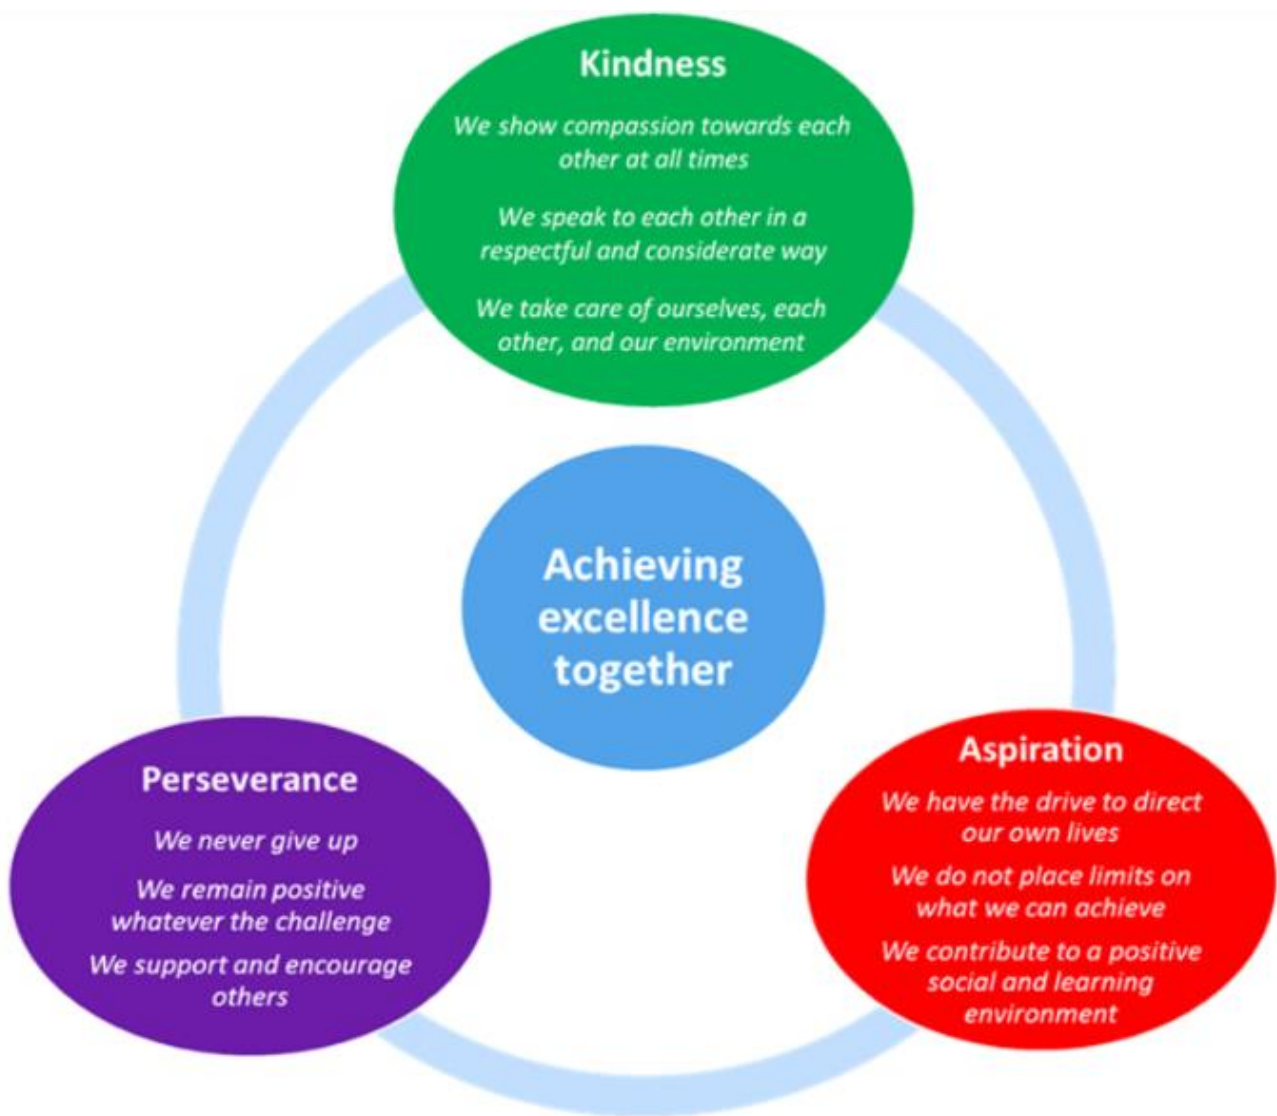 Kindness
We show compassion towards each
other at all times
We speak to each other in a
respectful and considerate way
We take care of ourselves, each
other, and our environment
Achieving
excellence
together
Perseverance
We never give up
We remain positive
whatever the challenge
We support and encourage
others
Aspiration
We have the drive to direct
our own lives
We do not place limits on
what we can achieve
We contribute to a positive
social and learning
environment